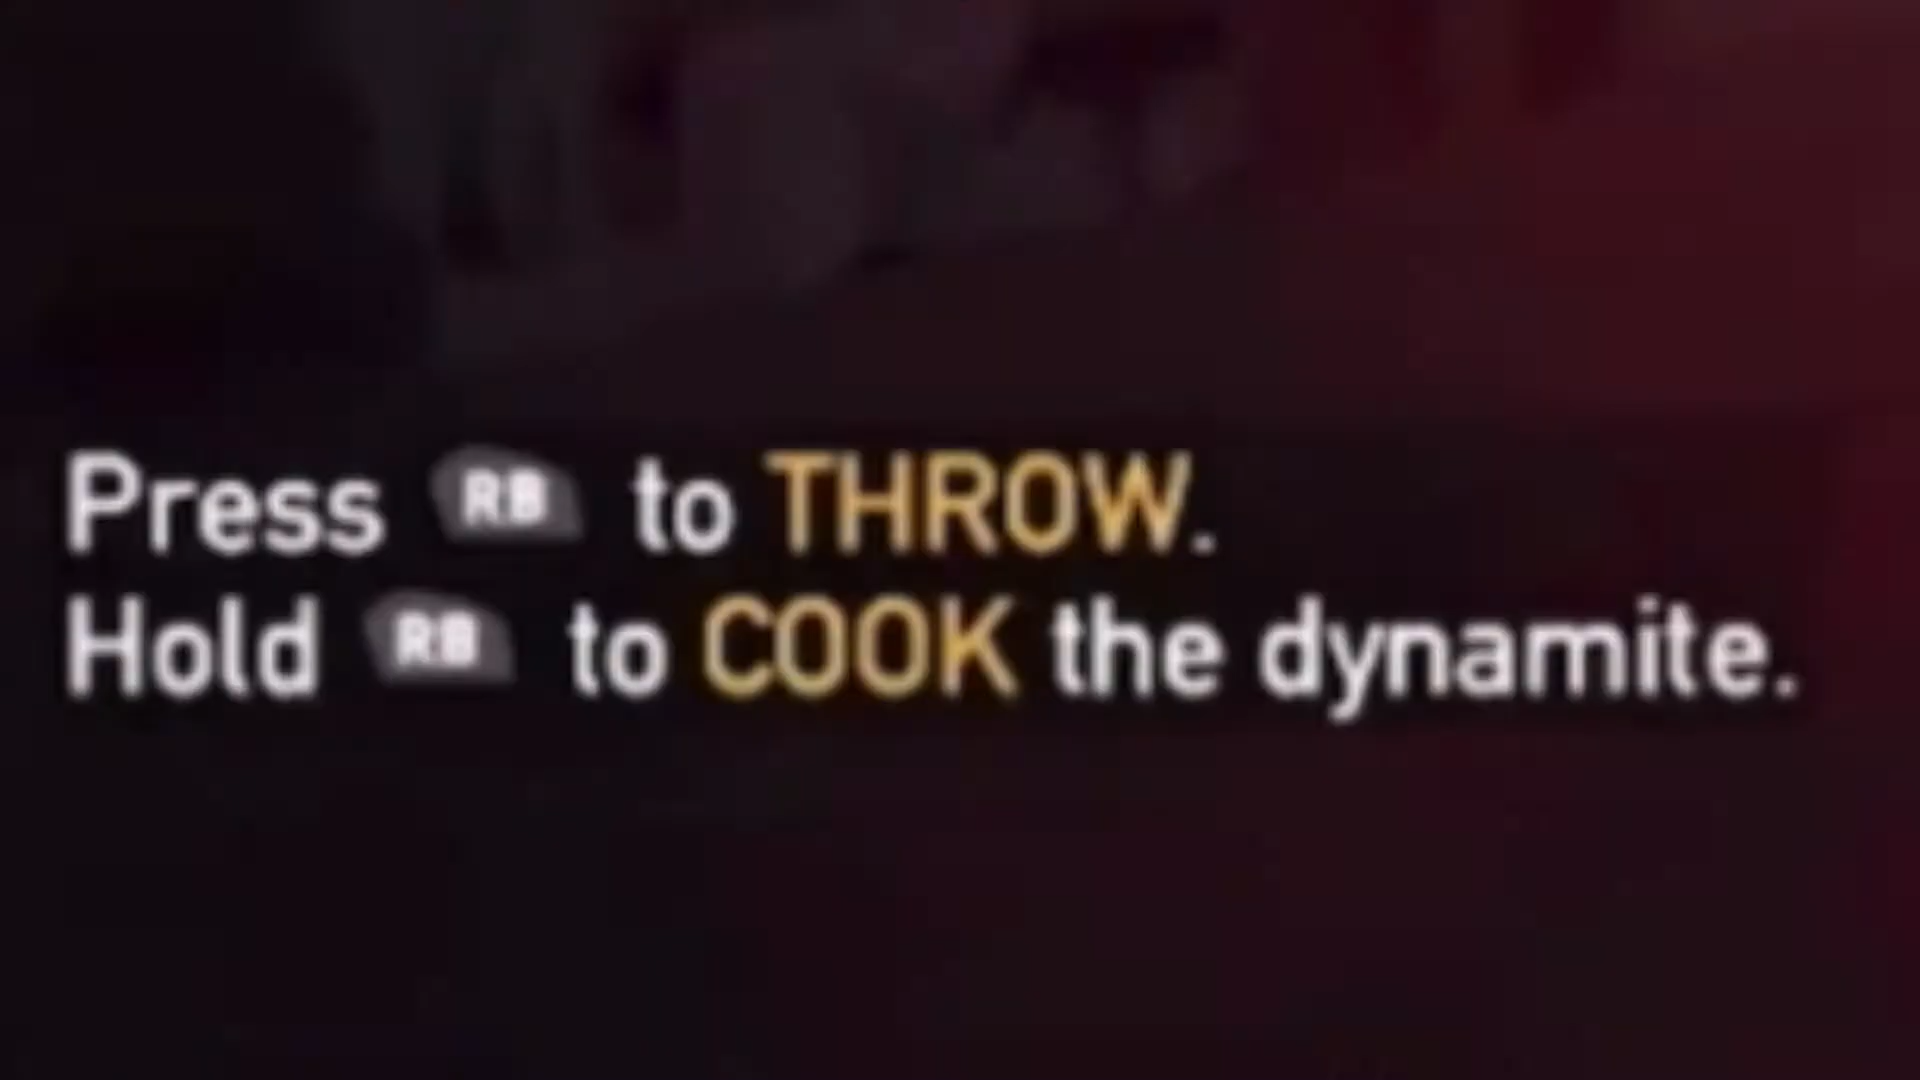 Press RB to THROW.
Hold RB to COOK the dynamite.